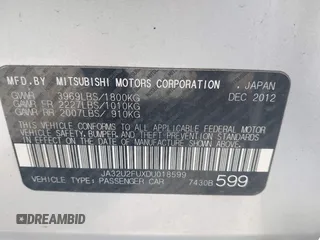 MFD.BY MITSUBISHI MOTORS CORPORATION, JAPAN
GVWR 3969LBS/1800KG DEC 2012
GAWR FR 2227LBS/1010KG
GAWR RR 2007LBS/ 910KG
THIS VEHICLE CONFORMS TO ALL APPLICABLE FEDERAL MOTOR VEHICLE
SAFETY, BUMPER, AND THEFT PREVENTION STANDARDS IN EFFECT ON
THE DATE OF MANUFACTURE SHOWN ABOVE.
JA32U2FUXDU018599
VEHICLE TYPE: PASSENGER CAR 7430B 599
DREAMBID